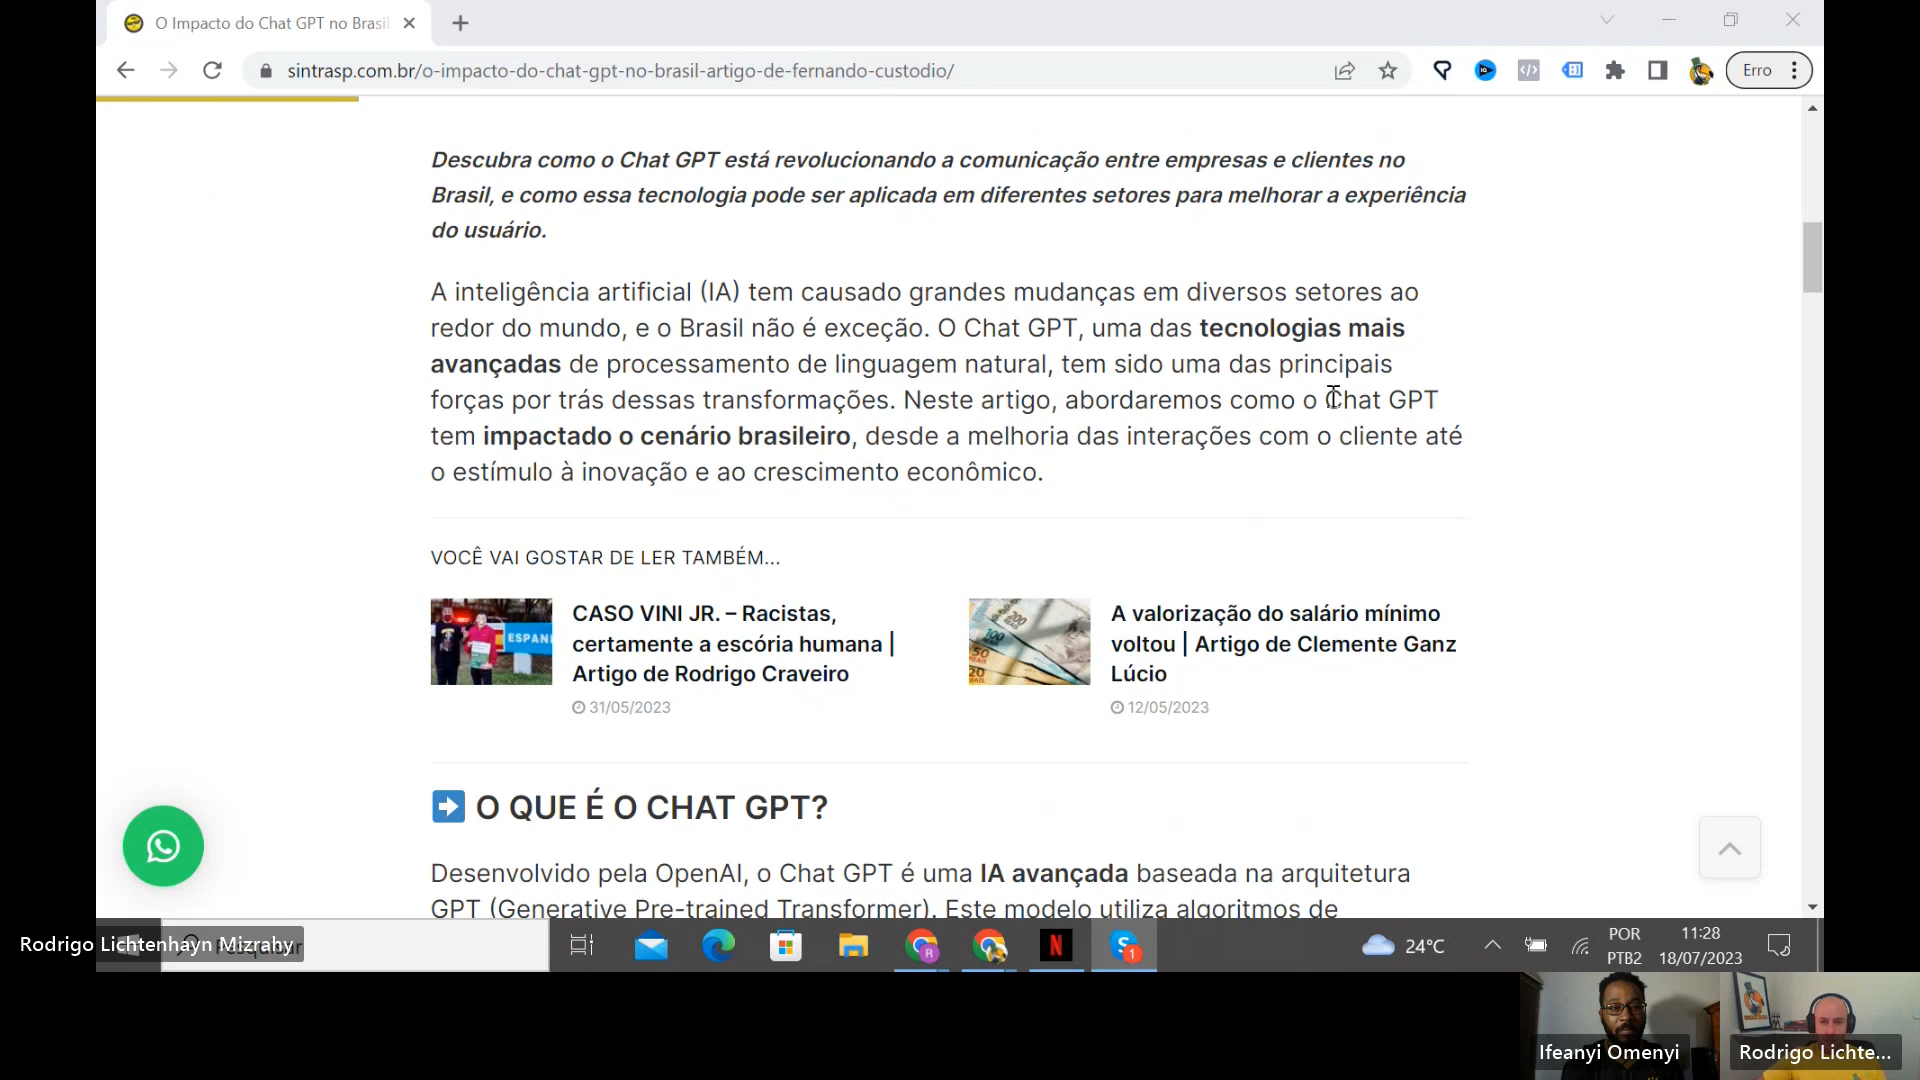 O Impacto do Chat GPT no Brasil
sintrasp.com.br/o-impacto-do-chat-gpt-no-brasil-artigo-de-fernando-custodio/
Erro
Descubra como o Chat GPT está revolucionando a comunicação entre empresas e clientes no
Brasil, e como essa tecnologia pode ser aplicada em diferentes setores para melhorar a experiência
do usuário.
A inteligência artificial (IA) tem causado grandes mudanças em diversos setores ao
redor do mundo, e o Brasil não é exceção. O Chat GPT, uma das tecnologias mais
avançadas de processamento de linguagem natural, tem sido uma das principais
forças por trás dessas transformações. Neste artigo, abordaremos como o Chat GPT
tem impactado o cenário brasileiro, desde a melhoria das interações com o cliente até
o estímulo à inovação e ao crescimento econômico.
VOCÊ VAI GOSTAR DE LER TAMBÉM...
CASO VINI JR. – Racistas,
certamente a escória humana |
Artigo de Rodrigo Craveiro
31/05/2023
A valorização do salário mínimo
voltou | Artigo de Clemente Ganz
Lúcio
12/05/2023
O QUE É O CHAT GPT?
Desenvolvido pela OpenAI, o Chat GPT é uma IA avançada baseada na arquitetura
GPT (Generative Pre-trained Transformer). Este modelo utiliza algoritmos de
Rodrigo Lichtenhayn Mizrahy
24°C
POR
PTB2
11:28
18/07/2023
Ifeanyi Omenyi
Rodrigo Lichte...